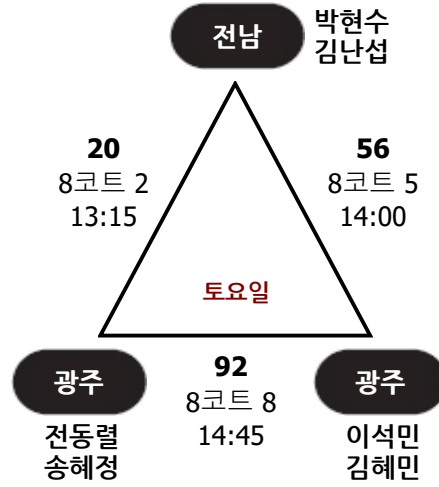 전남
박현수
김난섭
20
8코트 2
13:15
56
8코트 5
14:00
토요일
광주
전동렬
송혜정
92
8코트 8
14:45
광주
이석민
김혜민